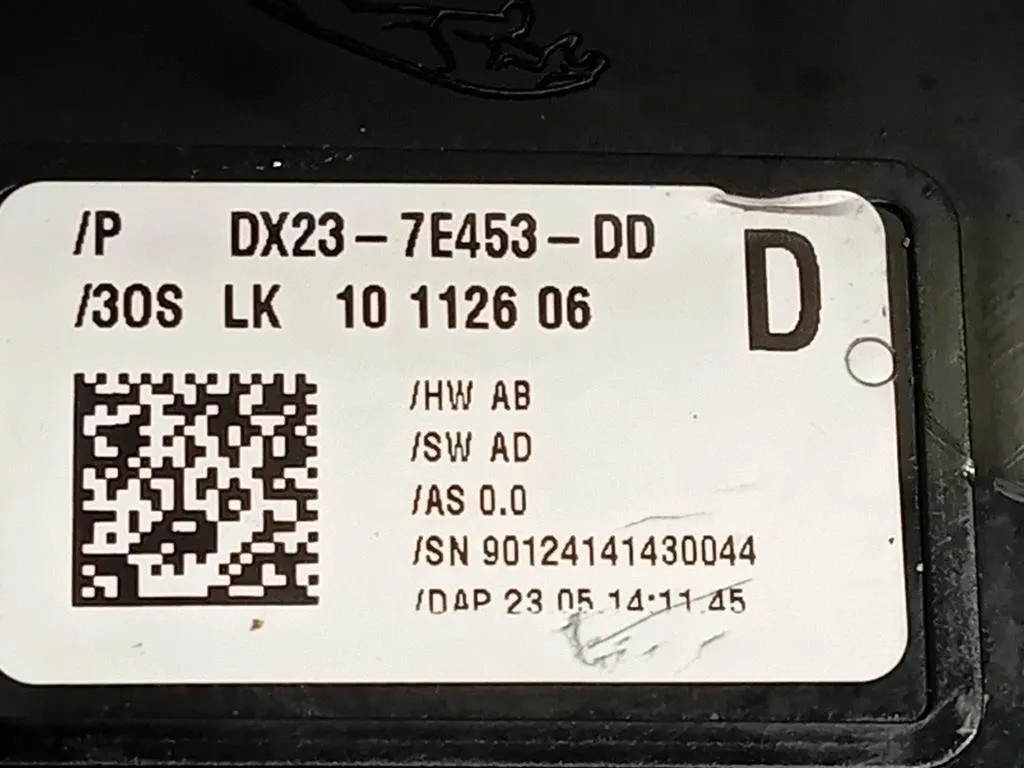 /P DX23-7E453-DD
D
/30S LK 10 1126 06
/HW AB
/SW AD
/AS 0.0
/SN 90124141430044
/DAP 23 05 14:11.45